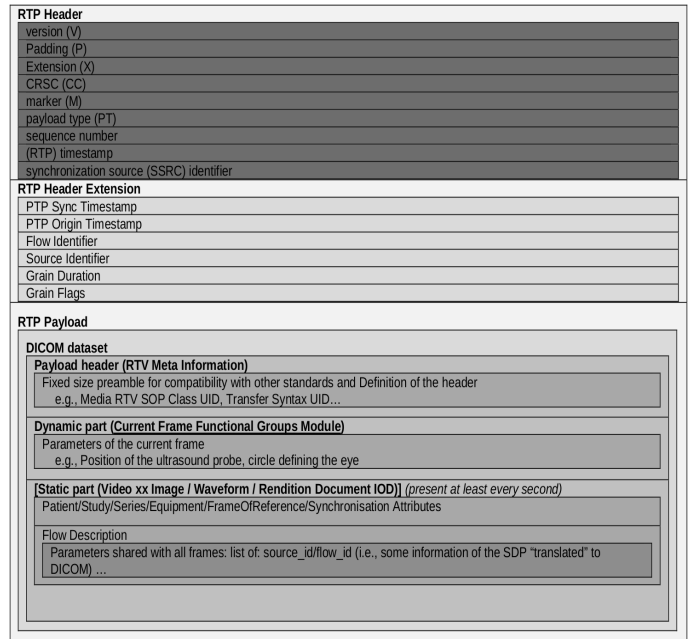 RTP Header
version (V)
Padding (P)
Extension (X)
CRSC (CC)
marker (M)
payload type (PT)
sequence number
(RTP) timestamp
synchronization source (SSRC) identifier
RTP Header Extension
PTP Sync Timestamp
PTP Origin Timestamp
Flow Identifier
Source Identifier
Grain Duration
Grain Flags
RTP Payload
DICOM dataset
Payload header (RTV Meta Information)
Fixed size preamble for compatibility with other standards and Definition of the header
e.g., Media RTV SOP Class UID, Transfer Syntax UID…
Dynamic part (Current Frame Functional Groups Module)
Parameters of the current frame
e.g., Position of the ultrasound probe, circle defining the eye
[Static part (Video xx Image / Waveform / Rendition Document IOD)] (present at least every second)
Patient/Study/Series/Equipment/FrameOfReference/Synchronisation Attributes
Flow Description
Parameters shared with all frames: list of: source_id/flow_id (i.e., some information of the SDP “translated” to
DICOM) …